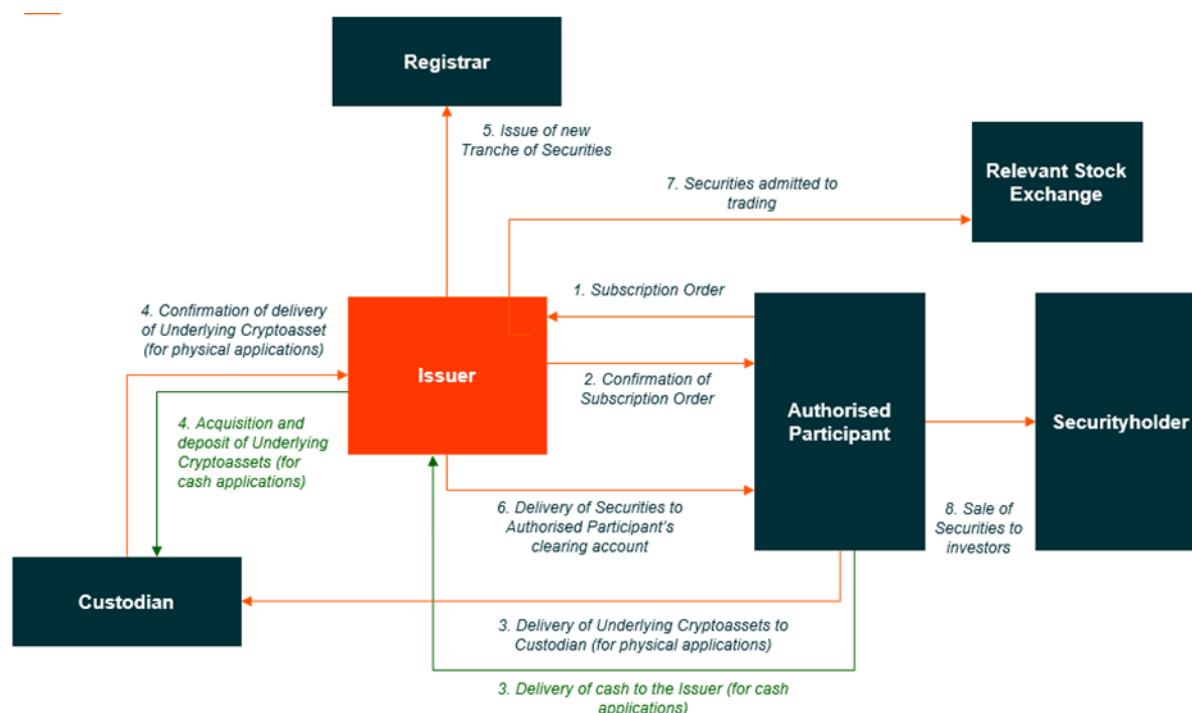 Registrar
5. Issue of new
Tranche of Securities
Relevant Stock
Exchange
7. Securities admitted to
trading
1. Subscription Order
4. Confirmation of delivery
of Underlying Cryptoasset
(for physical applications)
Issuer
2. Confirmation of
Subscription Order
Authorised
Participant
Securityholder
4. Acquisition and
deposit of Underlying
Cryptoassets (for
cash applications)
6. Delivery of Securities to
Authorised Participant's
clearing account
8. Sale of
Securities to
investors
Custodian
3. Delivery of Underlying Cryptoassets to
Custodian (for physical applications)
3. Delivery of cash to the Issuer (for cash
applications)